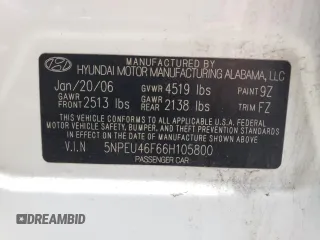 MANUFACTURED BY
HYUNDAI MOTOR MANUFACTURING ALABAMA, LLC
Jan/20/06 GVWR 4519 lbs PAINT 9Z
GAWR FRONT 2513 lbs GAWR REAR 2138 lbs TRIM FZ
THIS VEHICLE CONFORMS TO ALL APPLICABLE U.S. FEDERAL
MOTOR VEHICLE SAFETY, BUMPER, AND THEFT PREVENTION
STANDARDS IN EFFECT ON THE DATE OF MANUFACTURE SHOWN
ABOVE.
V.I.N 5NPEU46F66H105800
PASSENGER CAR